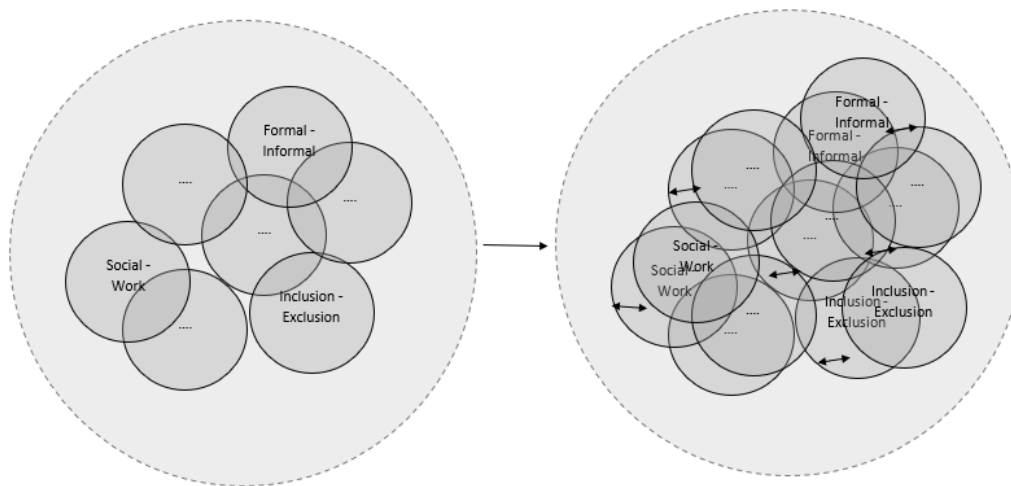 Formal -
Informal
....
....
....
Social -
Work
Inclusion -
Exclusion
....
Formal -
Informal
Formal -
Informal
....
....
....
....
....
....
Social -
Work
Social -
Work
Inclusion -
Exclusion
Inclusion -
Exclusion
....
....